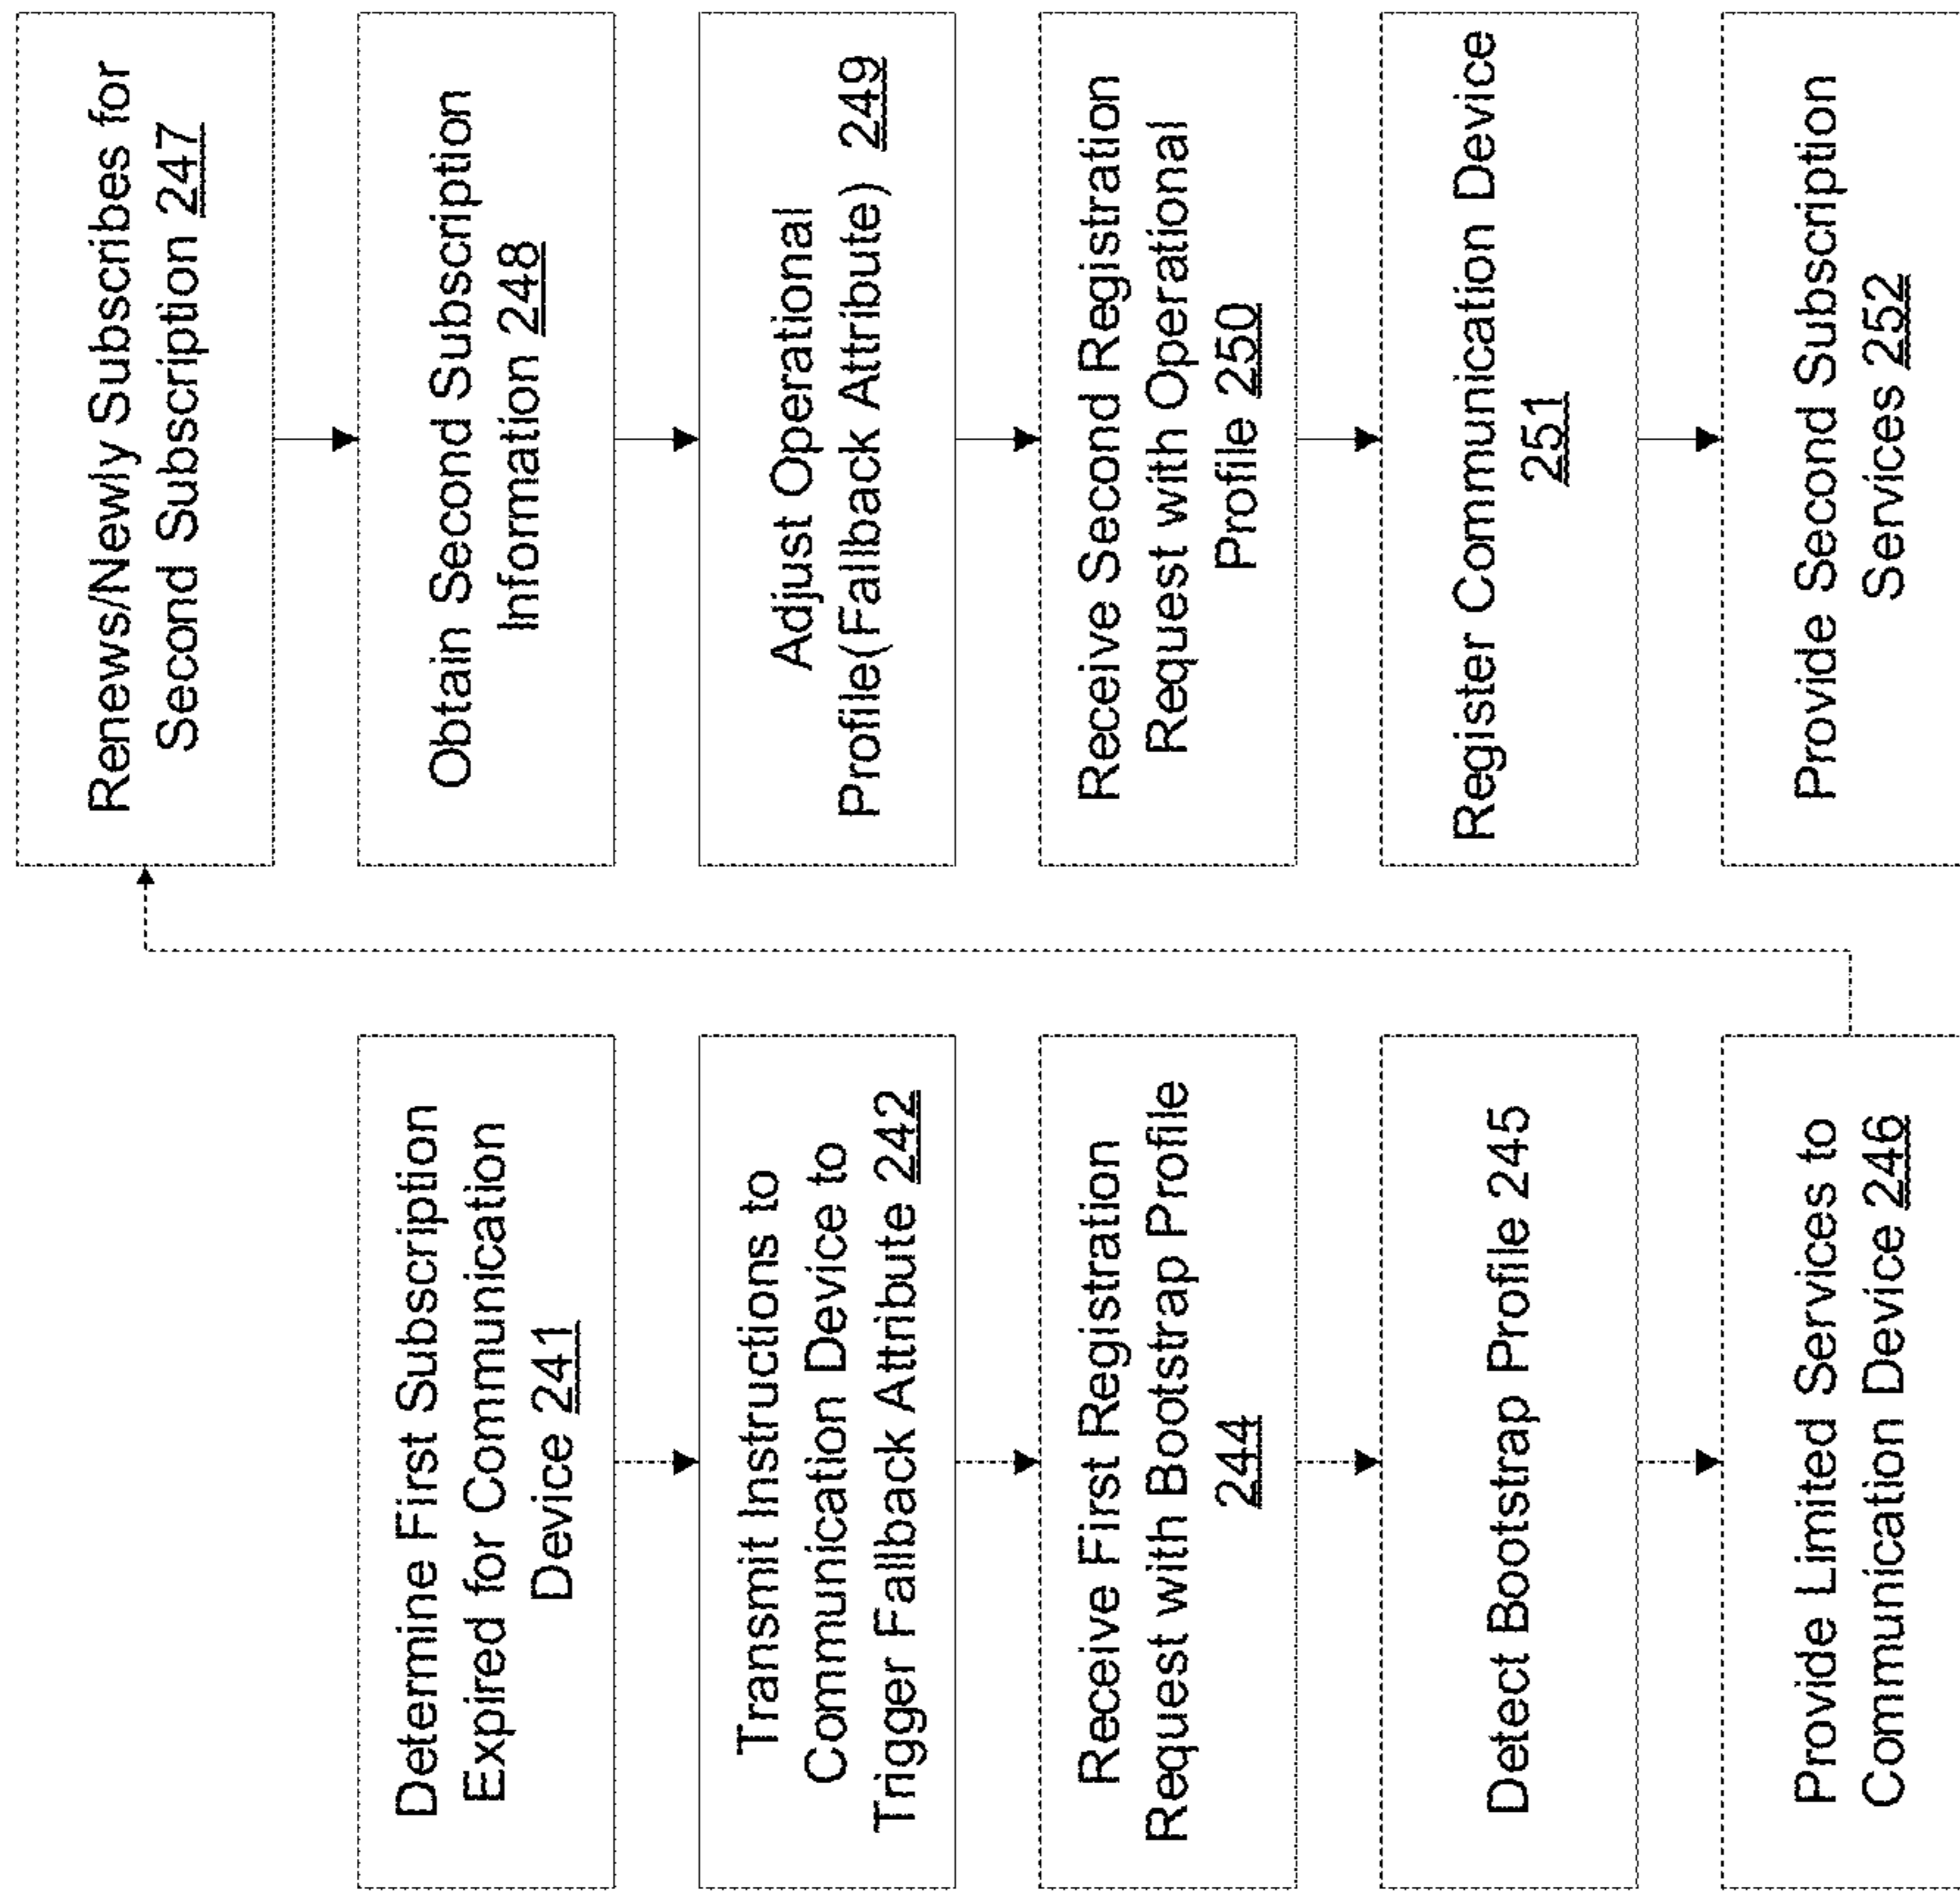 Determine First Subscription
Expired for Communication
Device 241
Transmit Instructions to
Communication Device to
Trigger Fallback Attribute 242
Receive First Registration
Request with Bootstrap Profile
244
Detect Bootstrap Profile 245
Provide Limited Services to
Communication Device 246
Renews/Newly Subscribes for
Second Subscription 247
Obtain Second Subscription
Information 248
Adjust Operational
Profile(Fallback Attribute) 249
Receive Second Registration
Request with Operational
Profile 250
Register Communication Device
251
Provide Second Subscription
Services 252